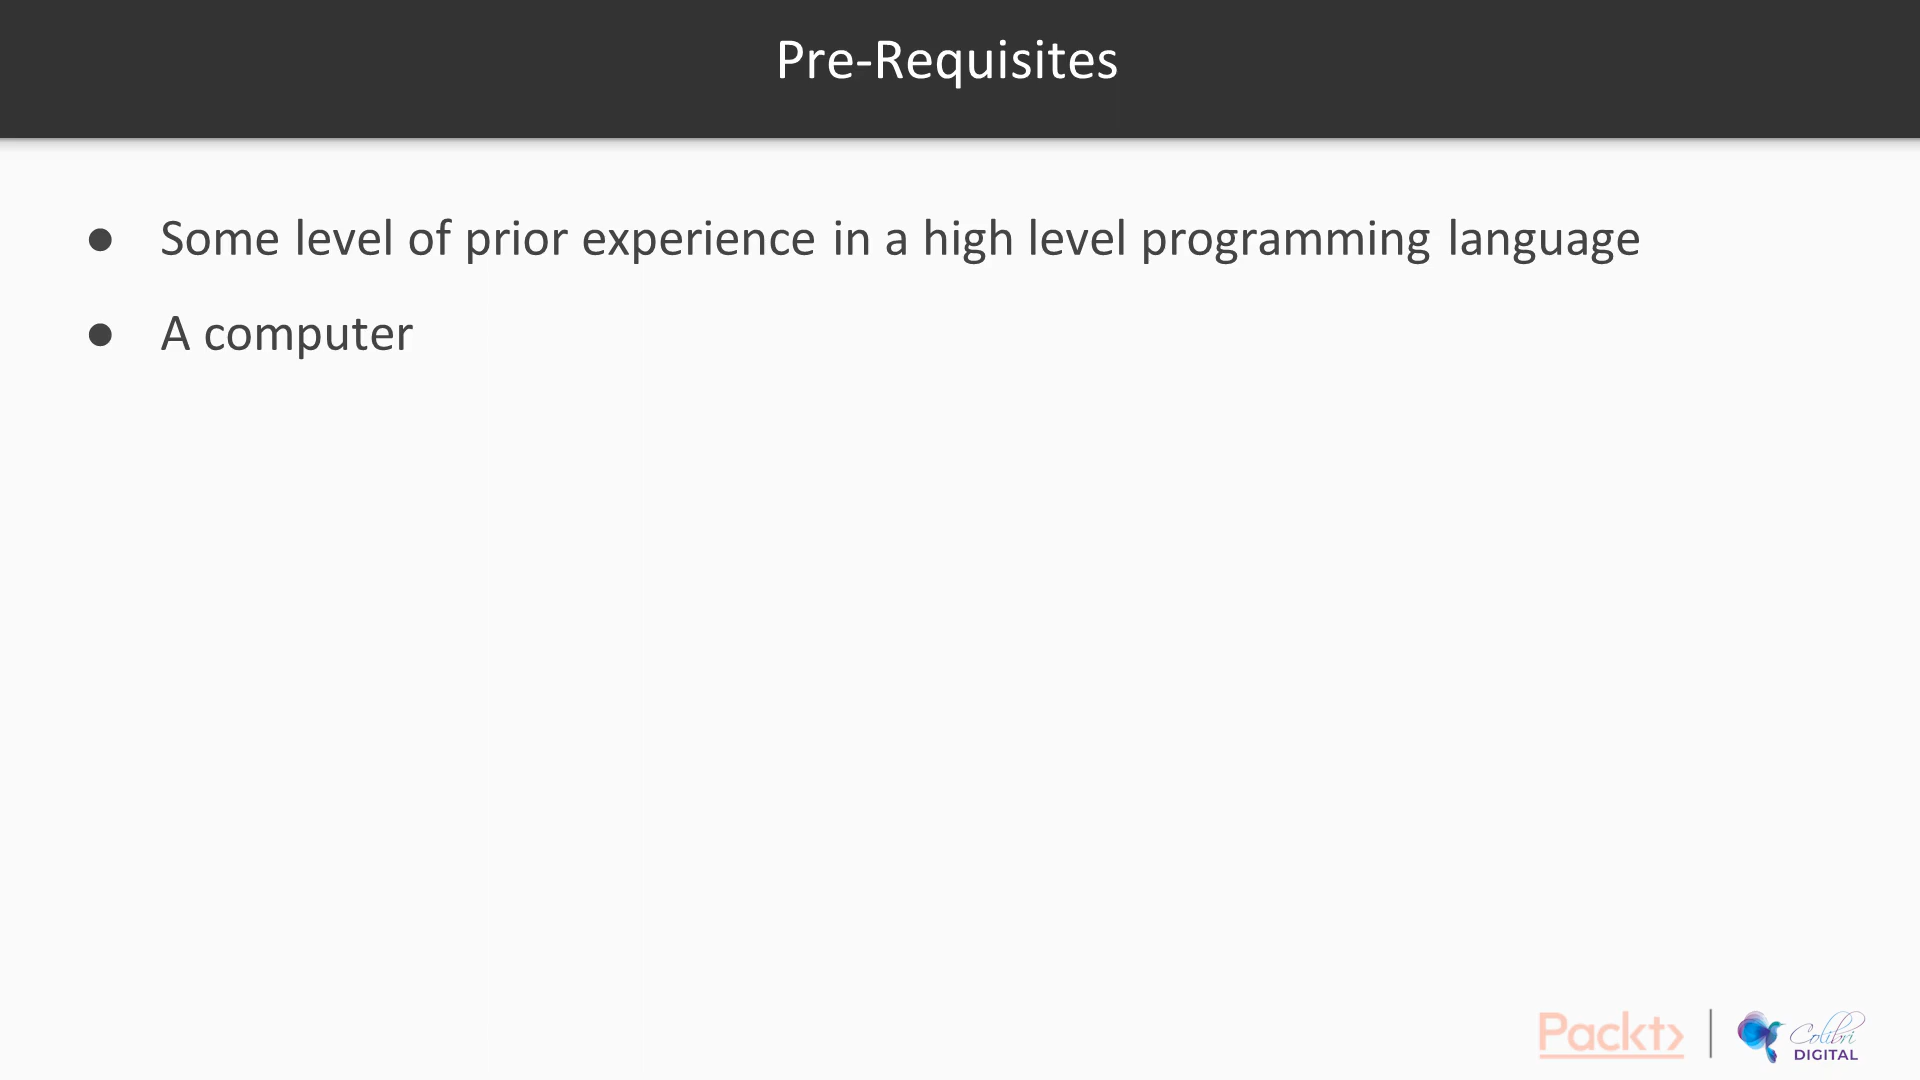 Pre-Requisites
● Some level of prior experience in a high level programming language
● A computer
Packt>
Colibri
DIGITAL